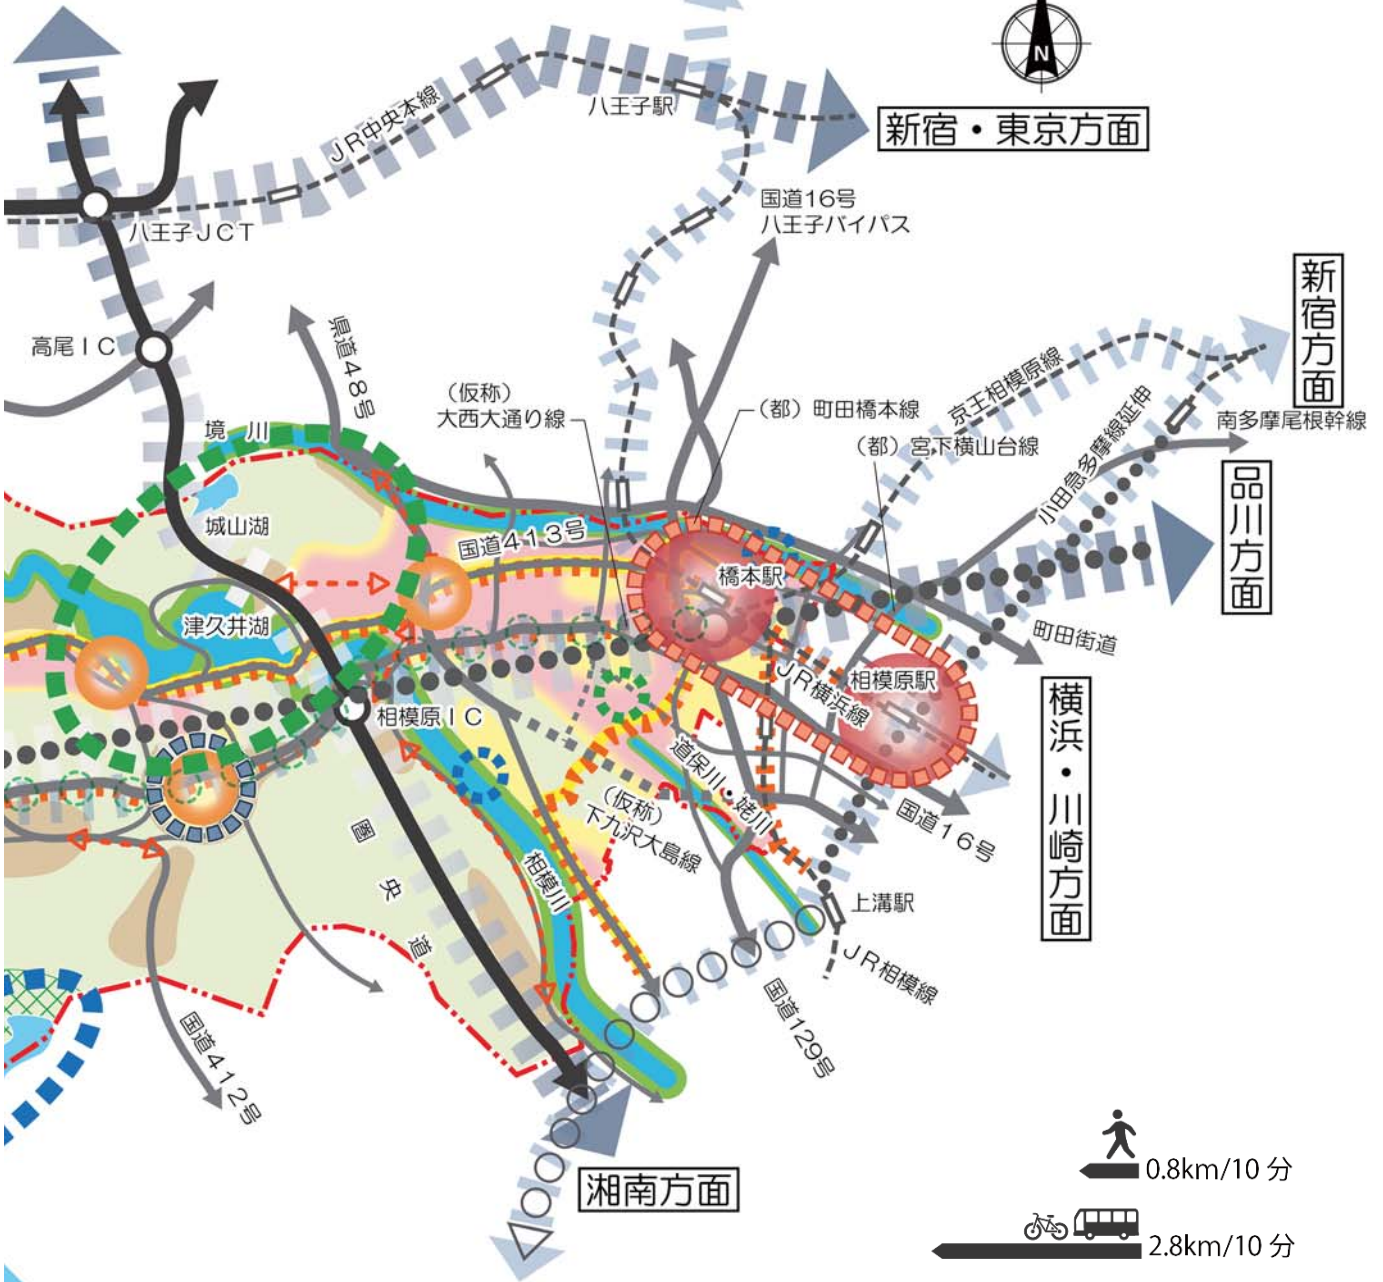 N
新宿・東京方面
JR中央本線
八王子駅
国道16号
八王子バイパス
八王子JCT
高尾IC
県道48号
(仮称)
大西大通り線
(都)町田橋本線
(都)宮下横山台線
京王相模原線
小田急多摩線延伸
新宿方面
南多摩尾根幹線
品川方面
境川
城山湖
国道413号
橋本駅
津久井湖
町田街道
相模原IC
JR横浜線
相模原駅
横浜・川崎方面
道保川・姥川
(仮称)
下九沢大島線
国道16号
圏央道
相模川
上溝駅
JR相模線
国道129号
国道412号
湘南方面
0.8km/10分
2.8km/10分